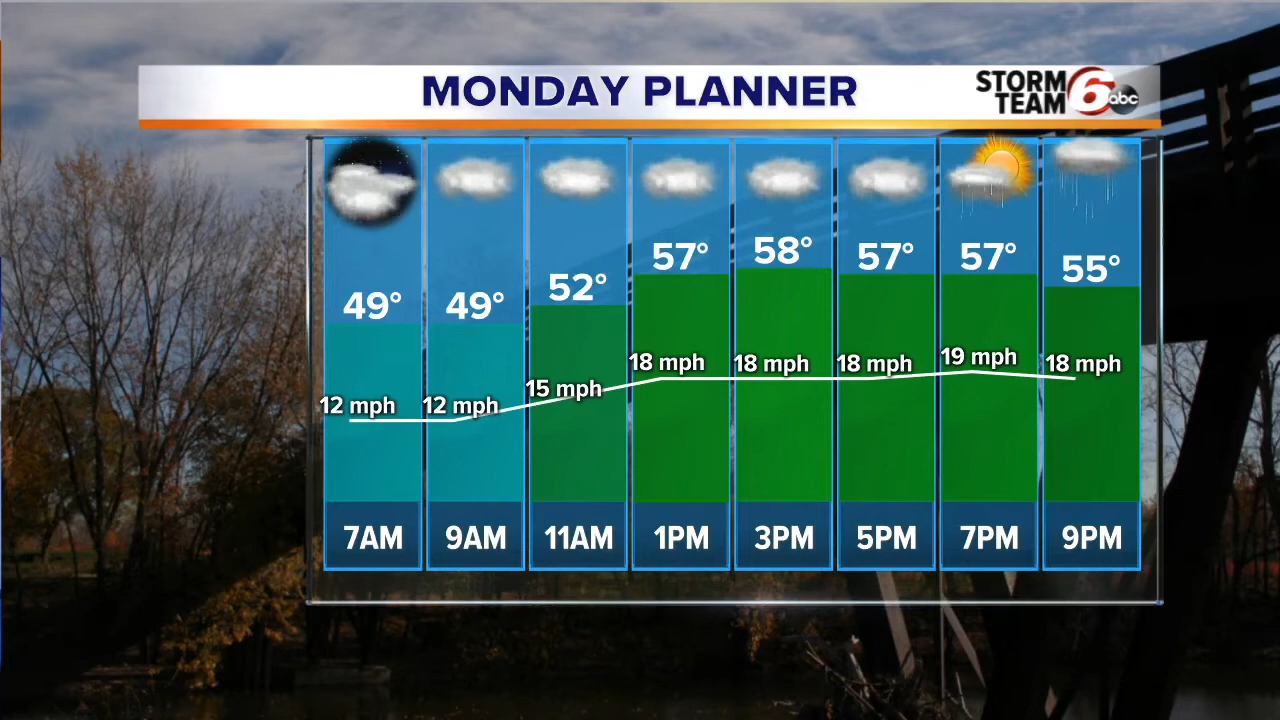 MONDAY PLANNER
STORM
TEAM 6 abc
49° 49° 52° 57° 58° 57° 57° 55°
12 mph 12 mph 15 mph 18 mph 18 mph 18 mph 19 mph 18 mph
7AM 9AM 11AM 1PM 3PM 5PM 7PM 9PM